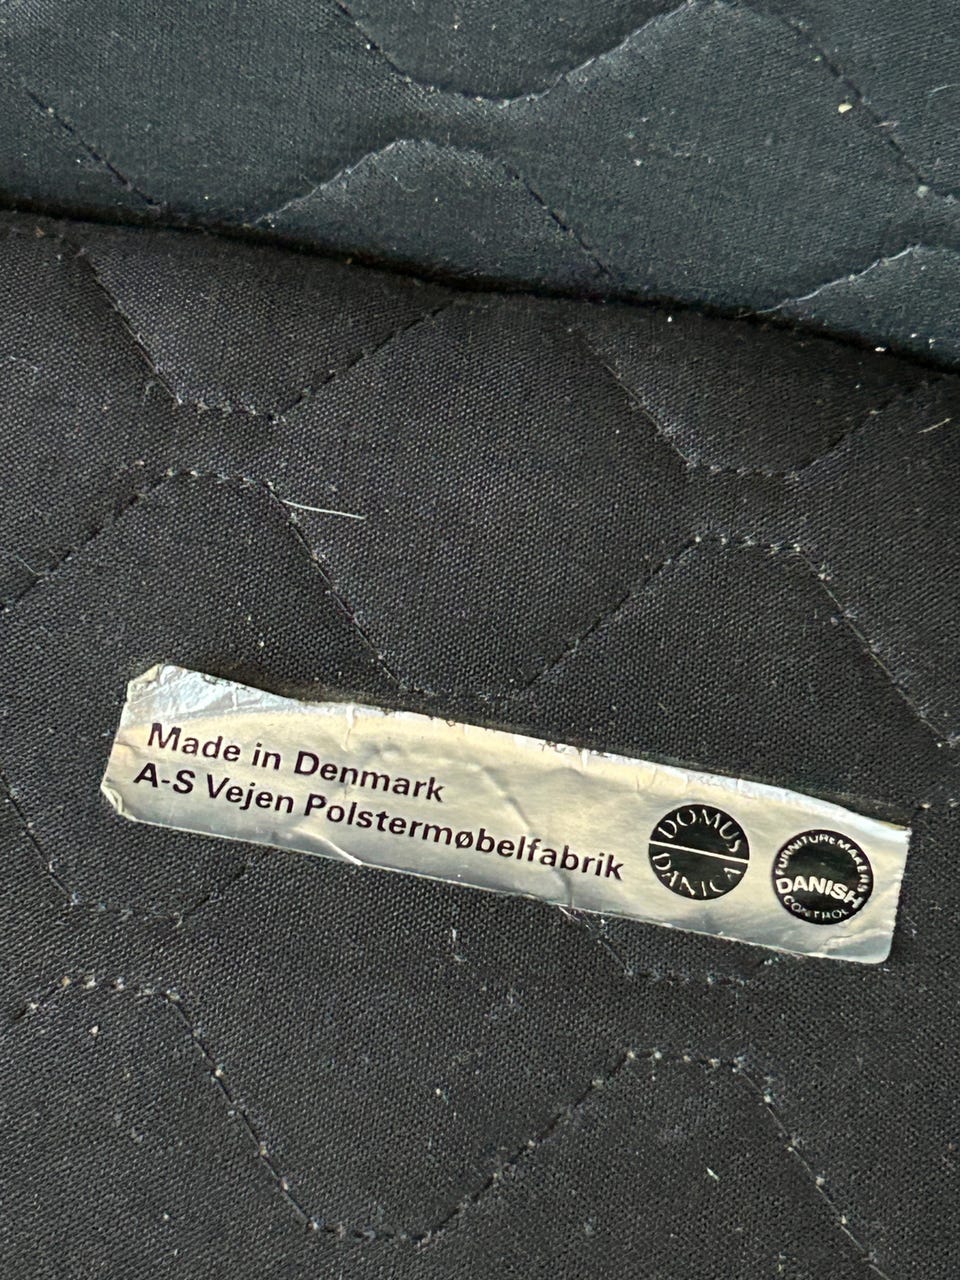 Made in Denmark
A-S Vejen Polstermøbelfabrik
DOMUS
DANICA
FURNITUREMAKERS
DANISH
CONTROL